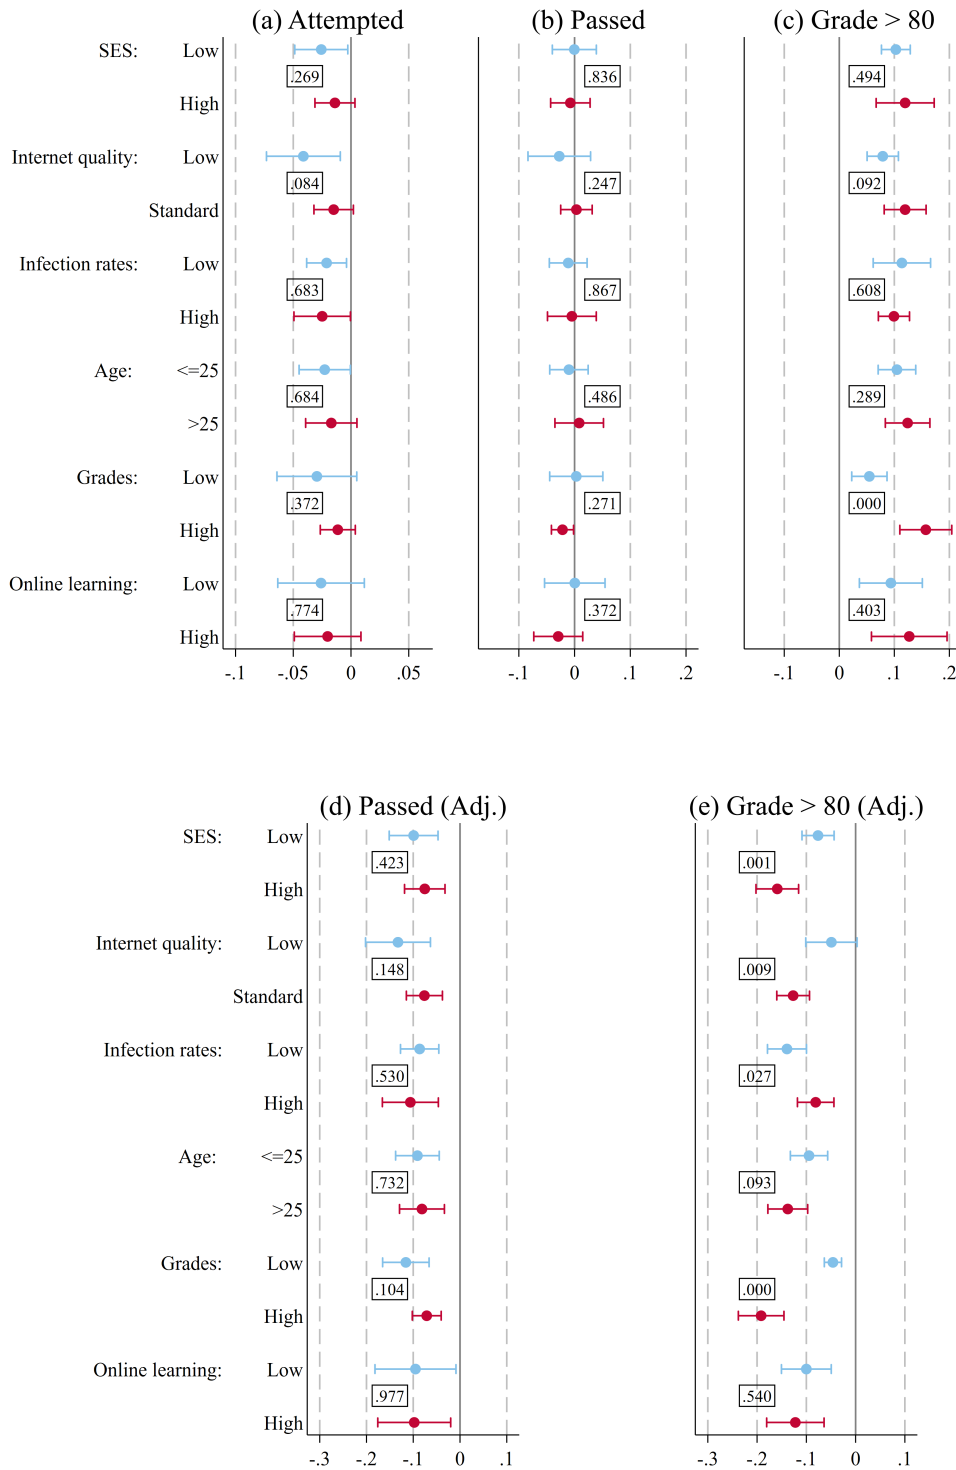 (a) Attempted (b) Passed (c) Grade > 80
SES: Low
.269 .836 .494
High
Internet quality: Low
.084 .247 .092
Standard
Infection rates: Low
.683 .867 .608
High
Age: <=25
.684 .486 .289
>25
Grades: Low
.372 .271 .000
High
Online learning: Low
.774 .372 .403
High
-.1 -.05 0 .05 -.1 0 .1 .2 -.1 0 .1 .2
(d) Passed (Adj.) (e) Grade > 80 (Adj.)
SES: Low
.423 .001
High
Internet quality: Low
.148 .009
Standard
Infection rates: Low
.530 .027
High
Age: <=25
.732 .093
>25
Grades: Low
.104 .000
High
Online learning: Low
.977 .540
High
-.3 -.2 -.1 0 .1 -.3 -.2 -.1 0 .1